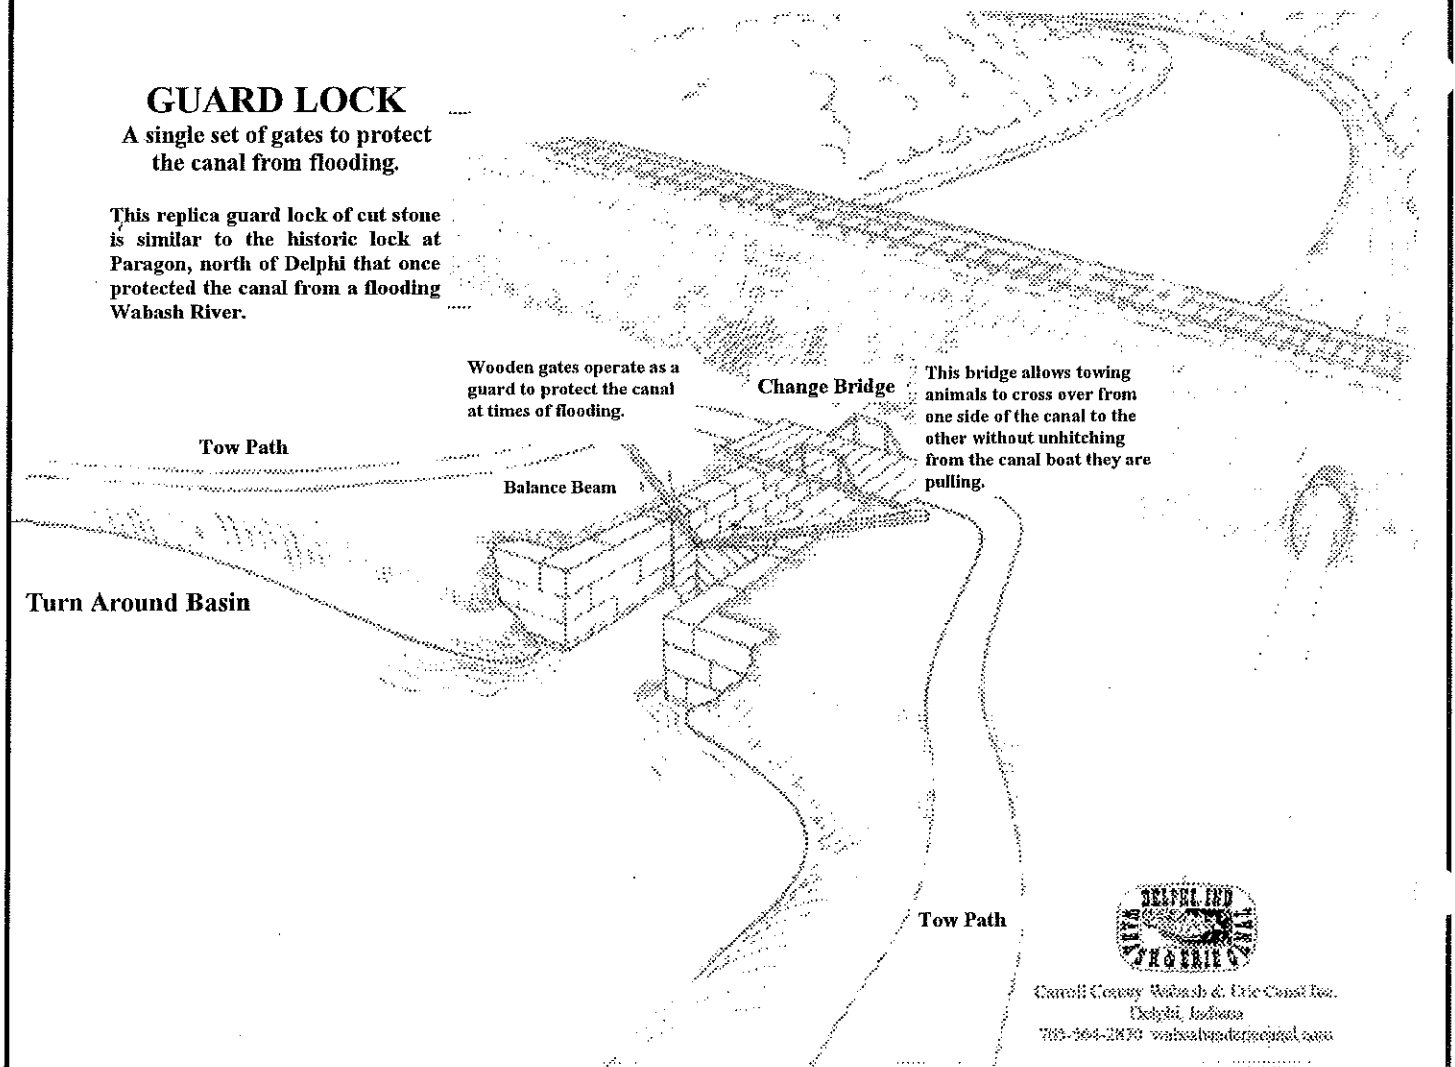 GUARD LOCK
A single set of gates to protect
the canal from flooding.
This replica guard lock of cut stone
is similar to the historic lock at
Paragon, north of Delphi that once
protected the canal from a flooding
Wabash River.
Wooden gates operate as a
guard to protect the canal
at times of flooding.
Change Bridge
This bridge allows towing
animals to cross over from
one side of the canal to the
other without unhitching
from the canal boat they are
pulling.
Tow Path
Balance Beam
Turn Around Basin
Tow Path
DELPHI, IND
WABASH & ERIE CANAL
Carroll County Wabash & Erie Canal Inc.
Delphi, Indiana